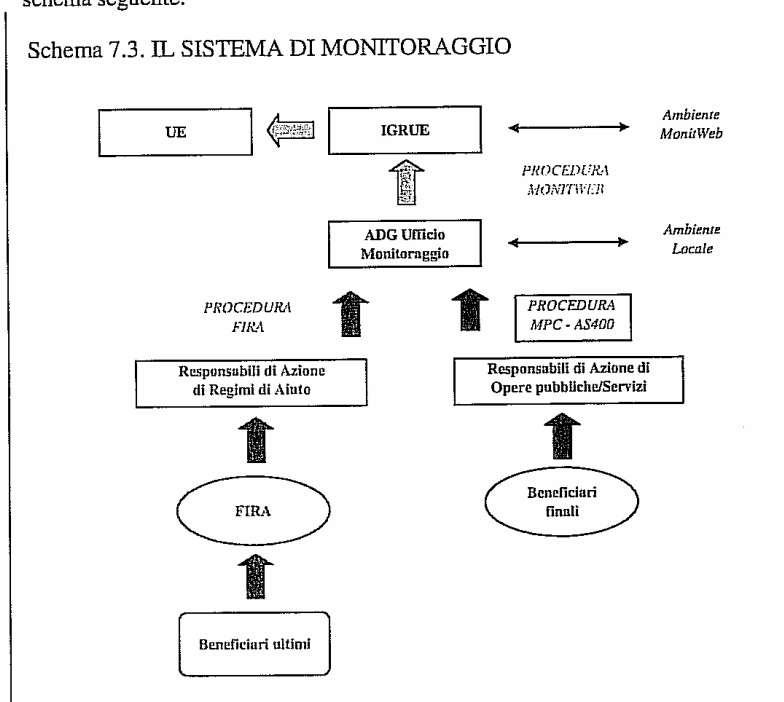 schema seguente.
Schema 7.3. IL SISTEMA DI MONITORAGGIO
UE
IGRUE
Ambiente
MonitWeb
PROCEDURA
MONITWEB
ADG Ufficio
Monitoraggio
Ambiente
Locale
PROCEDURA
FIRA
PROCEDURA
MPC - AS400
Responsabili di Azione
di Regimi di Aiuto
Responsabili di Azione di
Opere pubbliche/Servizi
FIRA
Beneficiari
finali
Beneficiari ultimi